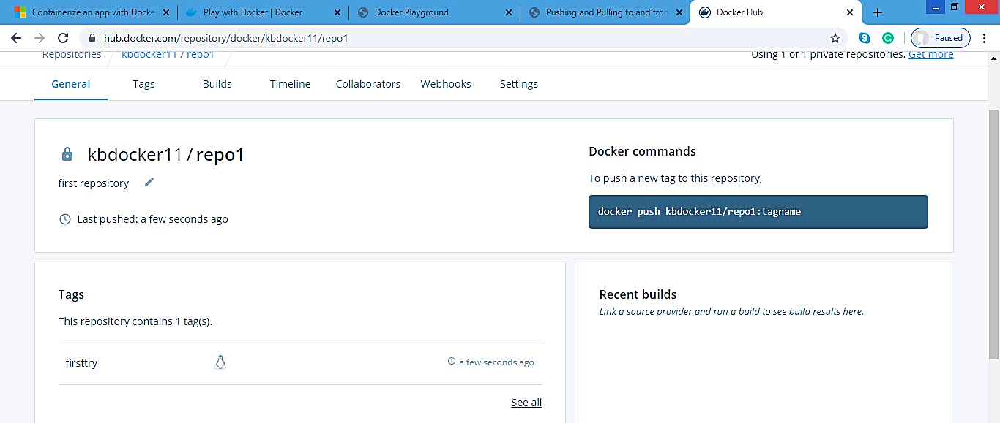 Containerize an app with Docke
Play with Docker | Docker
Docker Playground
Pushing and Pulling to and from
Docker Hub
hub.docker.com/repository/docker/kbdocker11/repo1
Paused
Repositories
kbdocker11 / repo1
Using 1 of 1 private repositories. Get more
General
Tags
Builds
Timeline
Collaborators
Webhooks
Settings
kbdocker11 / repo1
first repository
Last pushed: a few seconds ago
Docker commands
To push a new tag to this repository,
docker push kbdocker11/repo1:tagname
Tags
This repository contains 1 tag(s).
firsttry
a few seconds ago
See all
Recent builds
Link a source provider and run a build to see build results here.